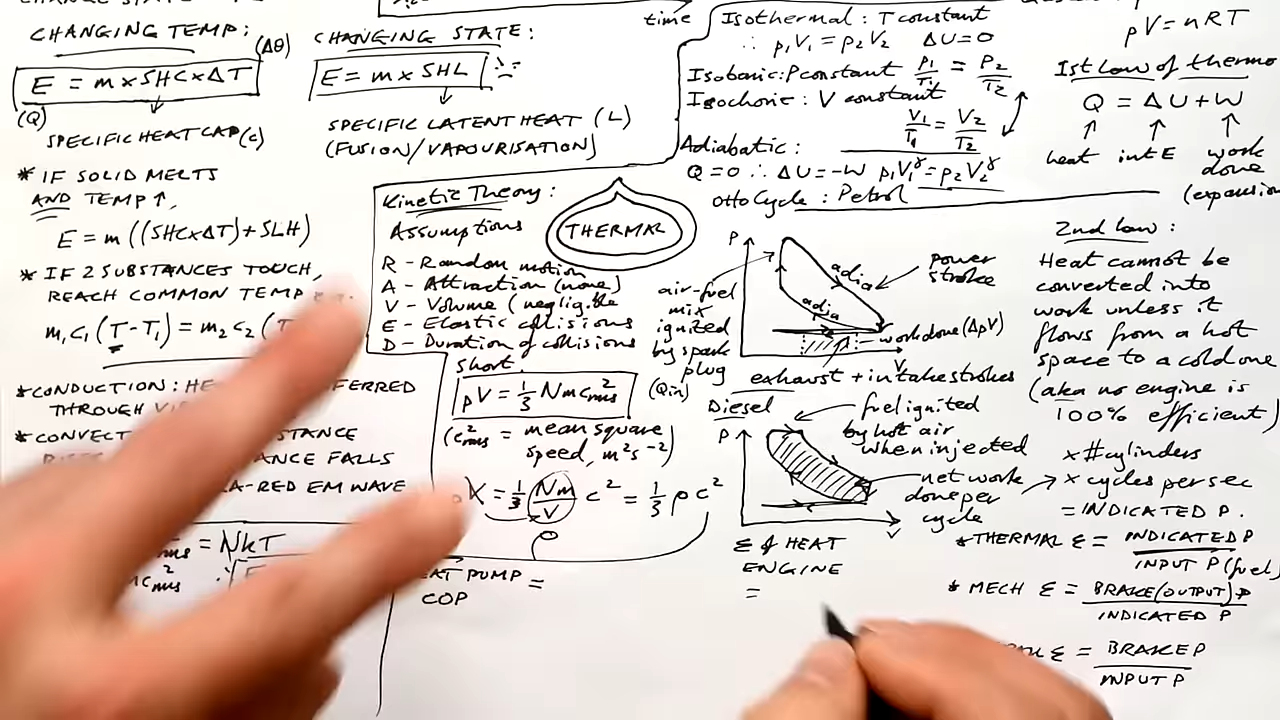 CHANGING TEMP:
(Δθ)
E = m x SHC x ΔT
(Q)
SPECIFIC HEAT CAP (c)
* IF SOLID MELTS
AND TEMP ↑,
E = m ((SHC x ΔT) + SLH)
* IF 2 SUBSTANCES TOUCH,
REACH COMMON TEMP
m₁c₁(T-T₁) = m₂c₂(T
*CONDUCTION: HE
FERRED
THROUGH
*CONVECT
STANCE
ANCE FALLS
A-RED EM WAVE
= NkT
CHANGING STATE:
E = m x SHL
SPECIFIC LATENT HEAT (L)
(FUSION/VAPOURISATION)
time
Kinetic Theory:
Assumptions
R - Random motion
A - Attraction (none)
V - Volume (negligible
E - Elastic collisions
D - Duration of collisions
short
THERMAL
pV = 1/3 Nmc²rms
(c²rms = mean square
speed, m²s⁻²)
= 1/3 (Nm/V) c² = 1/3 ρc²
ρ
PUMP =
COP
Isothermal: T constant
∴ p₁V₁ = p₂V₂ ΔU=0
Isobaric: P constant P₁/T₁ = P₂/T₂
Isochoric: V constant
V₁/T₁ = V₂/T₂
Adiabatic:
Q=0 ∴ ΔU=-W p₁V₁^γ = p₂V₂^γ
Otto Cycle: Petrol
P
adia
adia
power
stroke
air-fuel
mix
ignited
by spark
plug
(Qin)
work done (ΔpV)
V
exhaust + intake strokes
Diesel
P
fuel ignited
by hot air
when injected
net work
done per
cycle
V
x #cylinders
x cycles per sec
= INDICATED P.
Σ of HEAT
ENGINE
=
pV = nRT
1st Law of thermo
Q = ΔU + W
heat int E work
done
(expansion
2nd law:
Heat cannot be
converted into
work unless it
flows from a hot
space to a cold one
(aka no engine is
100% efficient)
* THERMAL Σ = INDICATED P / INPUT P (fuel)
* MECH Σ = BRAKE (OUTPUT) P / INDICATED P
Σ = BRAKE P / INPUT P